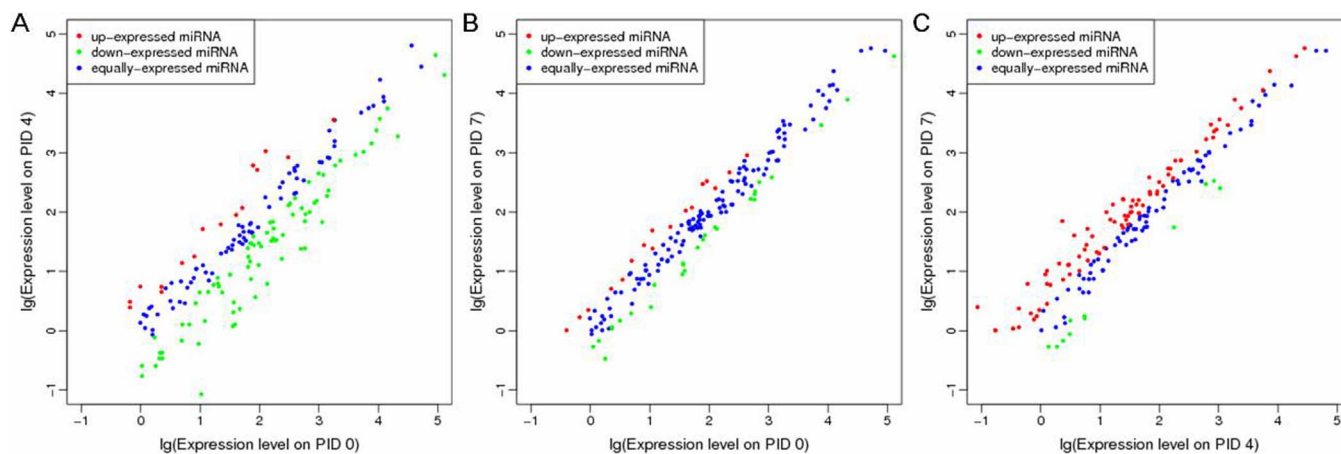 A
up-expressed miRNA
down-expressed miRNA
equally-expressed miRNA
lg(Expression level on PID 4)
5
4
3
2
1
0
−1
−1 0 1 2 3 4 5
lg(Expression level on PID 0)
B
up-expressed miRNA
down-expressed miRNA
equally-expressed miRNA
lg(Expression level on PID 7)
5
4
3
2
1
0
−1
−1 0 1 2 3 4 5
lg(Expression level on PID 0)
C
up-expressed miRNA
down-expressed miRNA
equally-expressed miRNA
lg(Expression level on PID 7)
5
4
3
2
1
0
−1
−1 0 1 2 3 4 5
lg(Expression level on PID 4)